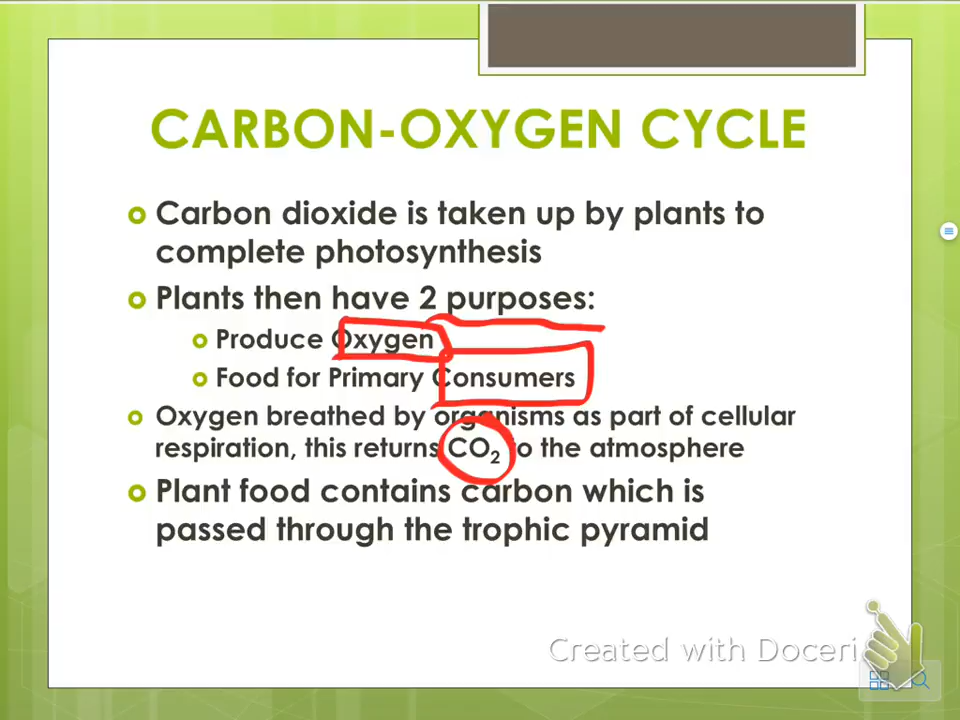 CARBON-OXYGEN CYCLE
Carbon dioxide is taken up by plants to
complete photosynthesis
Plants then have 2 purposes:
Produce Oxygen
Food for Primary Consumers
Oxygen breathed by organisms as part of cellular
respiration, this returns CO₂ to the atmosphere
Plant food contains carbon which is
passed through the trophic pyramid
Created with Doceri